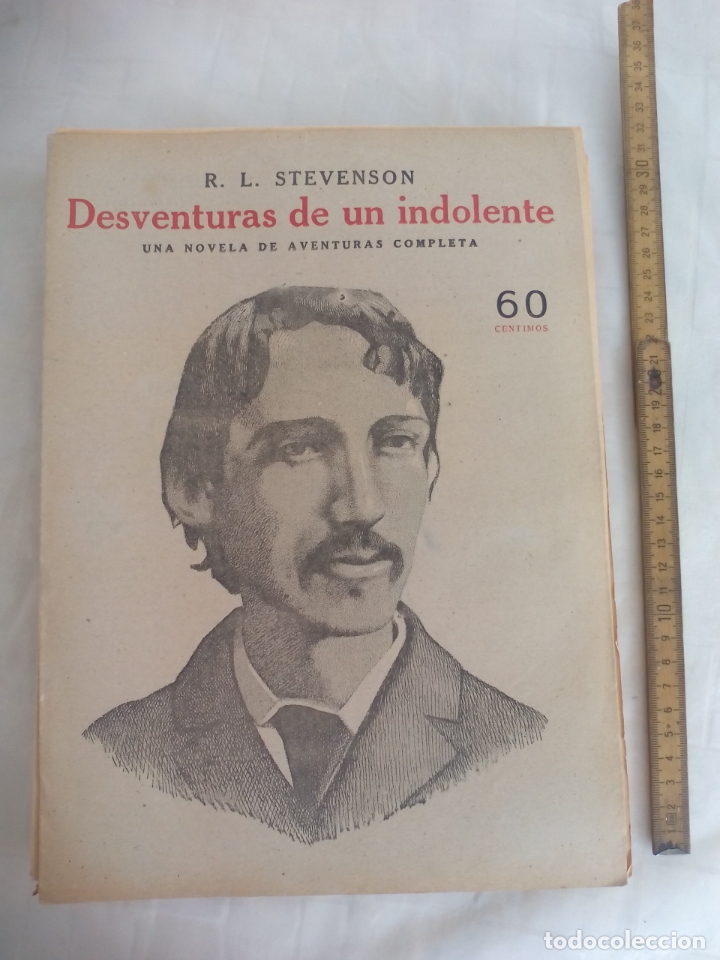 R. L. STEVENSON
Desventuras de un indolente
UNA NOVELA DE AVENTURAS COMPLETA
60
CENTIMOS
todocoleccion